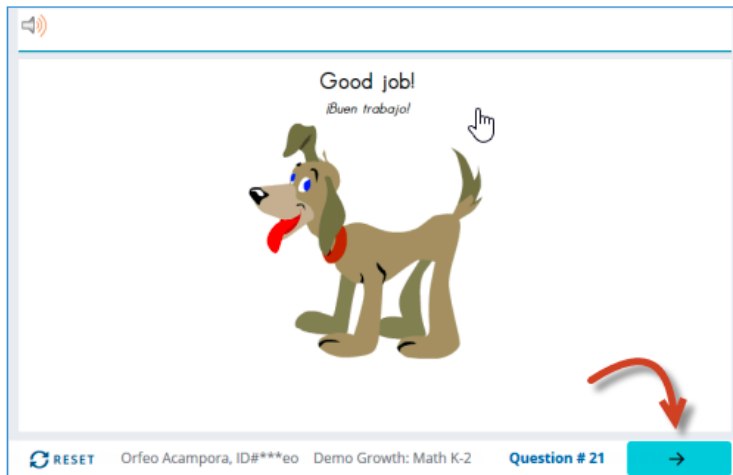 Good job!
¡Buen trabajo!
RESET Orfeo Acampora, ID#***eo Demo Growth: Math K-2 Question # 21